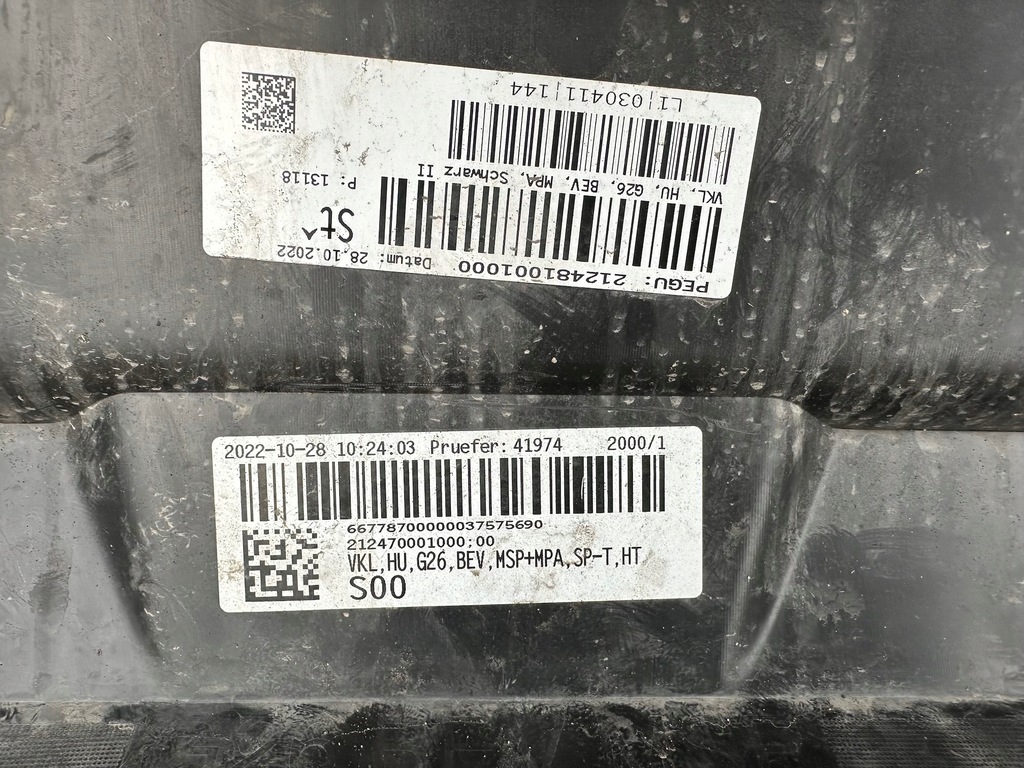 PEGU: 212481001000 Datum: 28.10.2022
St^
VKL, HU, G26, BEV, MPA, Schwarz II P: 13118
L1|030411|144
2022-10-28 10:24:03 Pruefer: 41974 2000/1
66778700000037575690
212470001000;00
VKL,HU,G26,BEV,MSP+MPA,SP-T,HT
S00